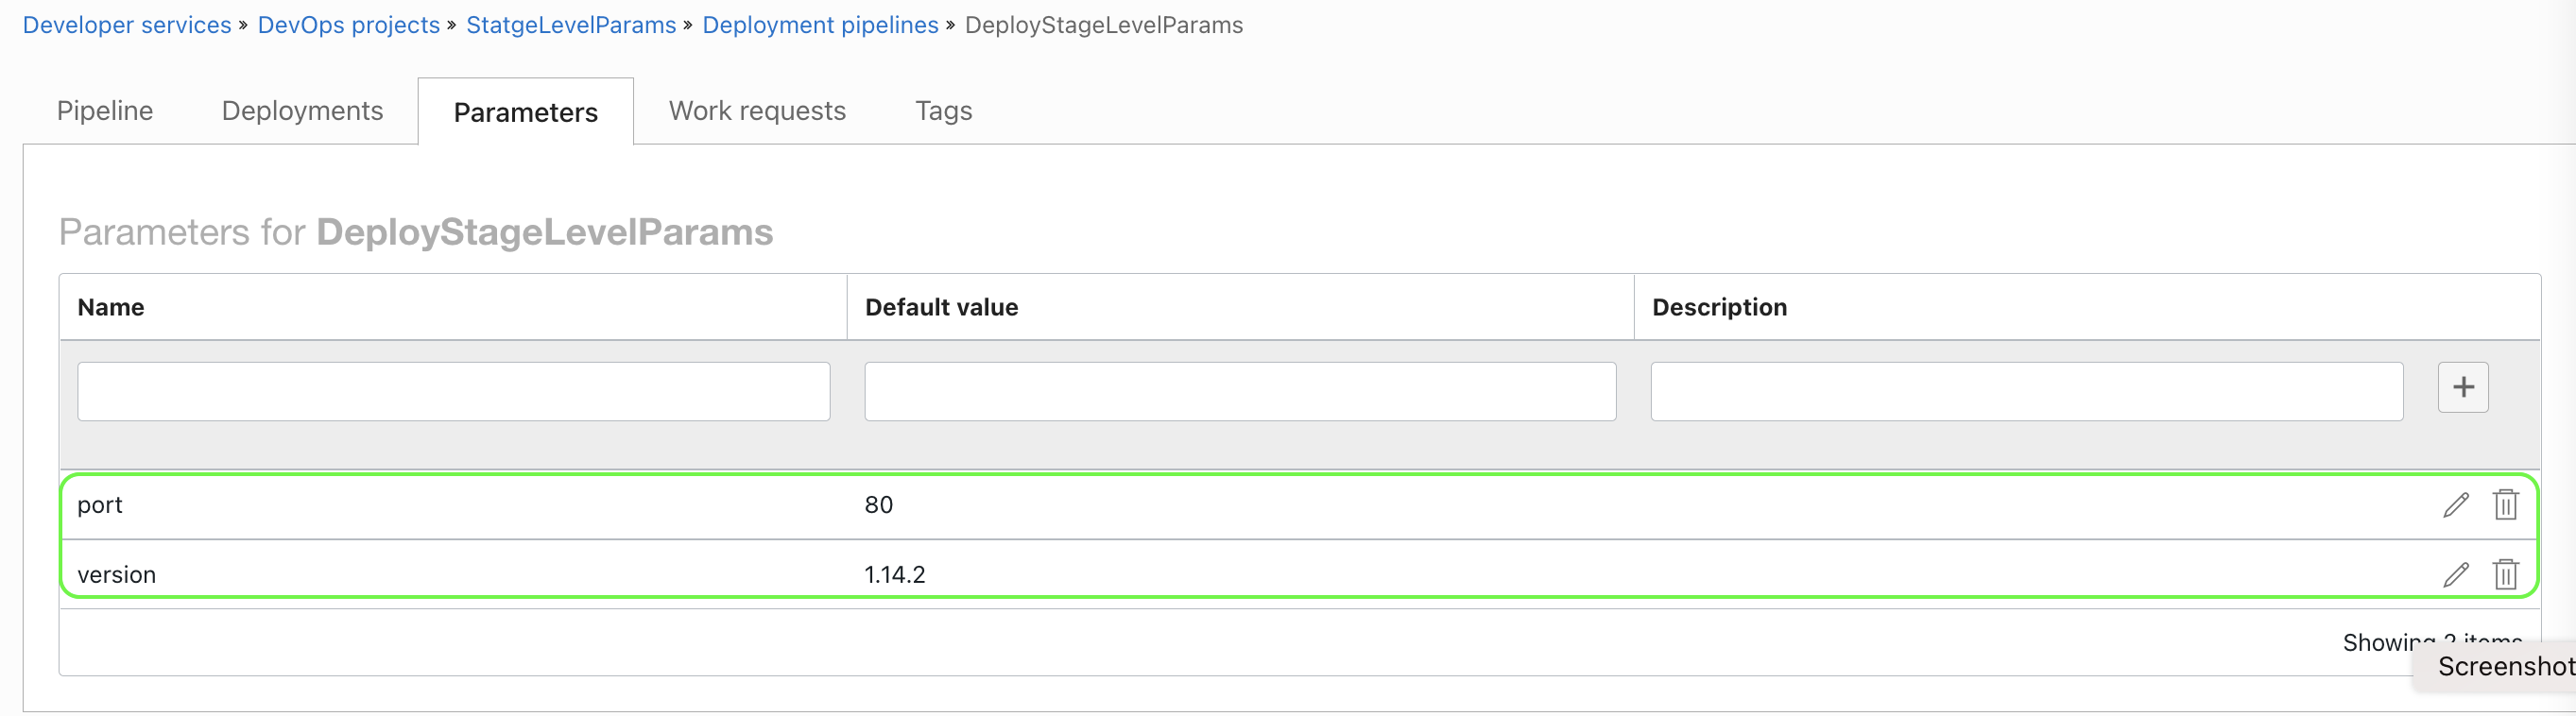 Developer services » DevOps projects » StatgeLevelParams » Deployment pipelines » DeployStageLevelParams
Pipeline Deployments Parameters Work requests Tags
Parameters for DeployStageLevelParams
Name Default value Description
+
port 80
version 1.14.2
Showing 2 items
Screenshot